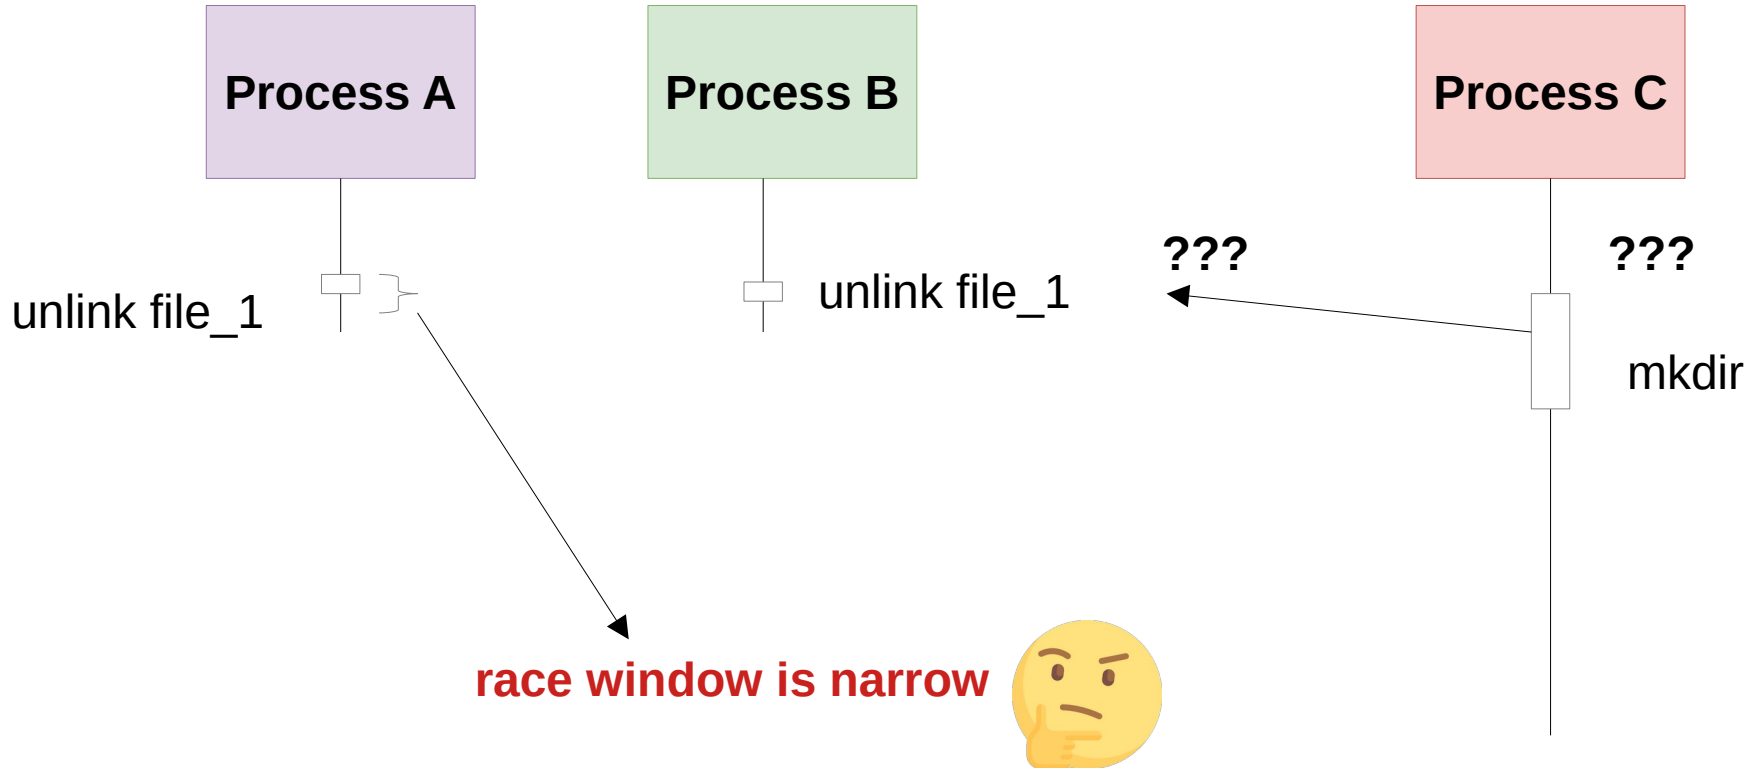 Process A
Process B
Process C
???
???
unlink file_1
unlink file_1
mkdir
race window is narrow